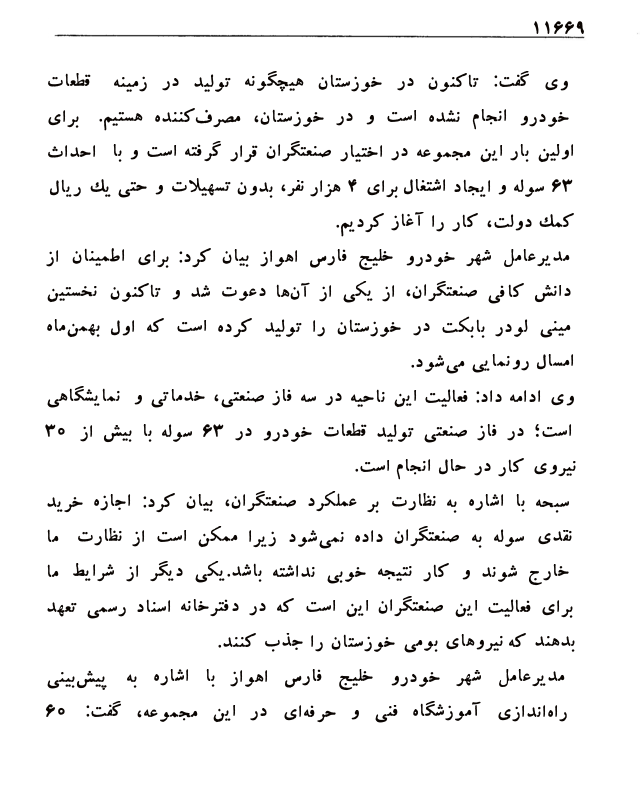 ۱۱۶۶۹
وی گفت: تاکنون در خوزستان هیچگونه تولید در زمینه قطعات
خودرو انجام نشده است و در خوزستان، مصرف‌کننده هستیم. برای
اولین بار این مجموعه در اختیار صنعتگران قرار گرفته است و با احداث
۶۳ سوله و ایجاد اشتغال برای ۴ هزار نفر، بدون تسهیلات و حتی یك ریال
کمك دولت، کار را آغاز کردیم.
مدیرعامل شهر خودرو خلیج فارس اهواز بیان کرد: برای اطمینان از
دانش کافی صنعتگران، از یکی از آن‌ها دعوت شد و تاکنون نخستین
مینی لودر بابکت در خوزستان را تولید کرده است که اول بهمن‌ماه
امسال رونمایی می‌شود.
وی ادامه داد: فعالیت این ناحیه در سه فاز صنعتی، خدماتی و نمایشگاهی
است؛ در فاز صنعتی تولید قطعات خودرو در ۶۳ سوله با بیش از ۳۰
نیروی کار در حال انجام است.
سبحه با اشاره به نظارت بر عملکرد صنعتگران، بیان کرد: اجازه خرید
نقدی سوله به صنعتگران داده نمی‌شود زیرا ممکن است از نظارت ما
خارج شوند و کار نتیجه خوبی نداشته باشد.یکی دیگر از شرایط ما
برای فعالیت این صنعتگران این است که در دفترخانه اسناد رسمی تعهد
بدهند که نیروهای بومی خوزستان را جذب کنند.
مدیرعامل شهر خودرو خلیج فارس اهواز با اشاره به پیش‌بینی
راه‌اندازی آموزشگاه فنی و حرفه‌ای در این مجموعه، گفت: ۶۰